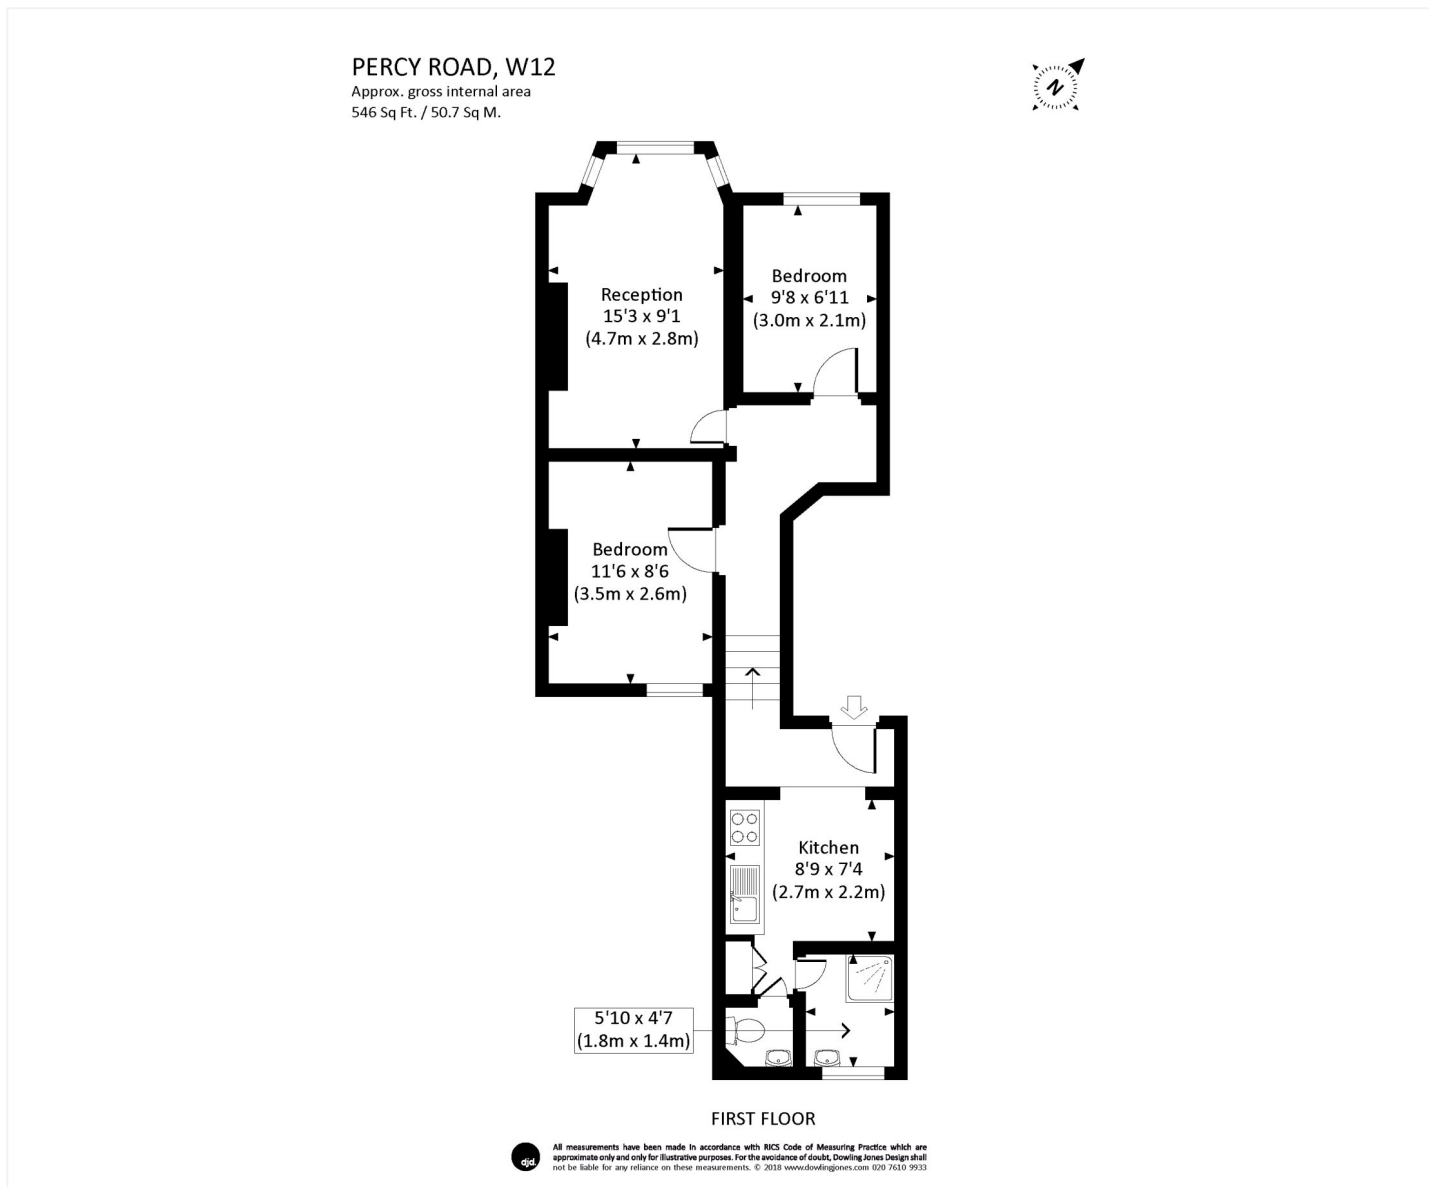 PERCY ROAD, W12
Approx. gross internal area
546 Sq Ft. / 50.7 Sq M.
N
Reception
15'3 x 9'1
(4.7m x 2.8m)
Bedroom
9'8 x 6'11
(3.0m x 2.1m)
Bedroom
11'6 x 8'6
(3.5m x 2.6m)
Kitchen
8'9 x 7'4
(2.7m x 2.2m)
5'10 x 4'7
(1.8m x 1.4m)
FIRST FLOOR
djd.
All measurements have been made in accordance with RICS Code of Measuring Practice which are
approximate only and only for illustrative purposes. For the avoidance of doubt, Dowling Jones Design shall
not be liable for any reliance on these measurements. © 2018 www.dowlingjones.com 020 7610 9933